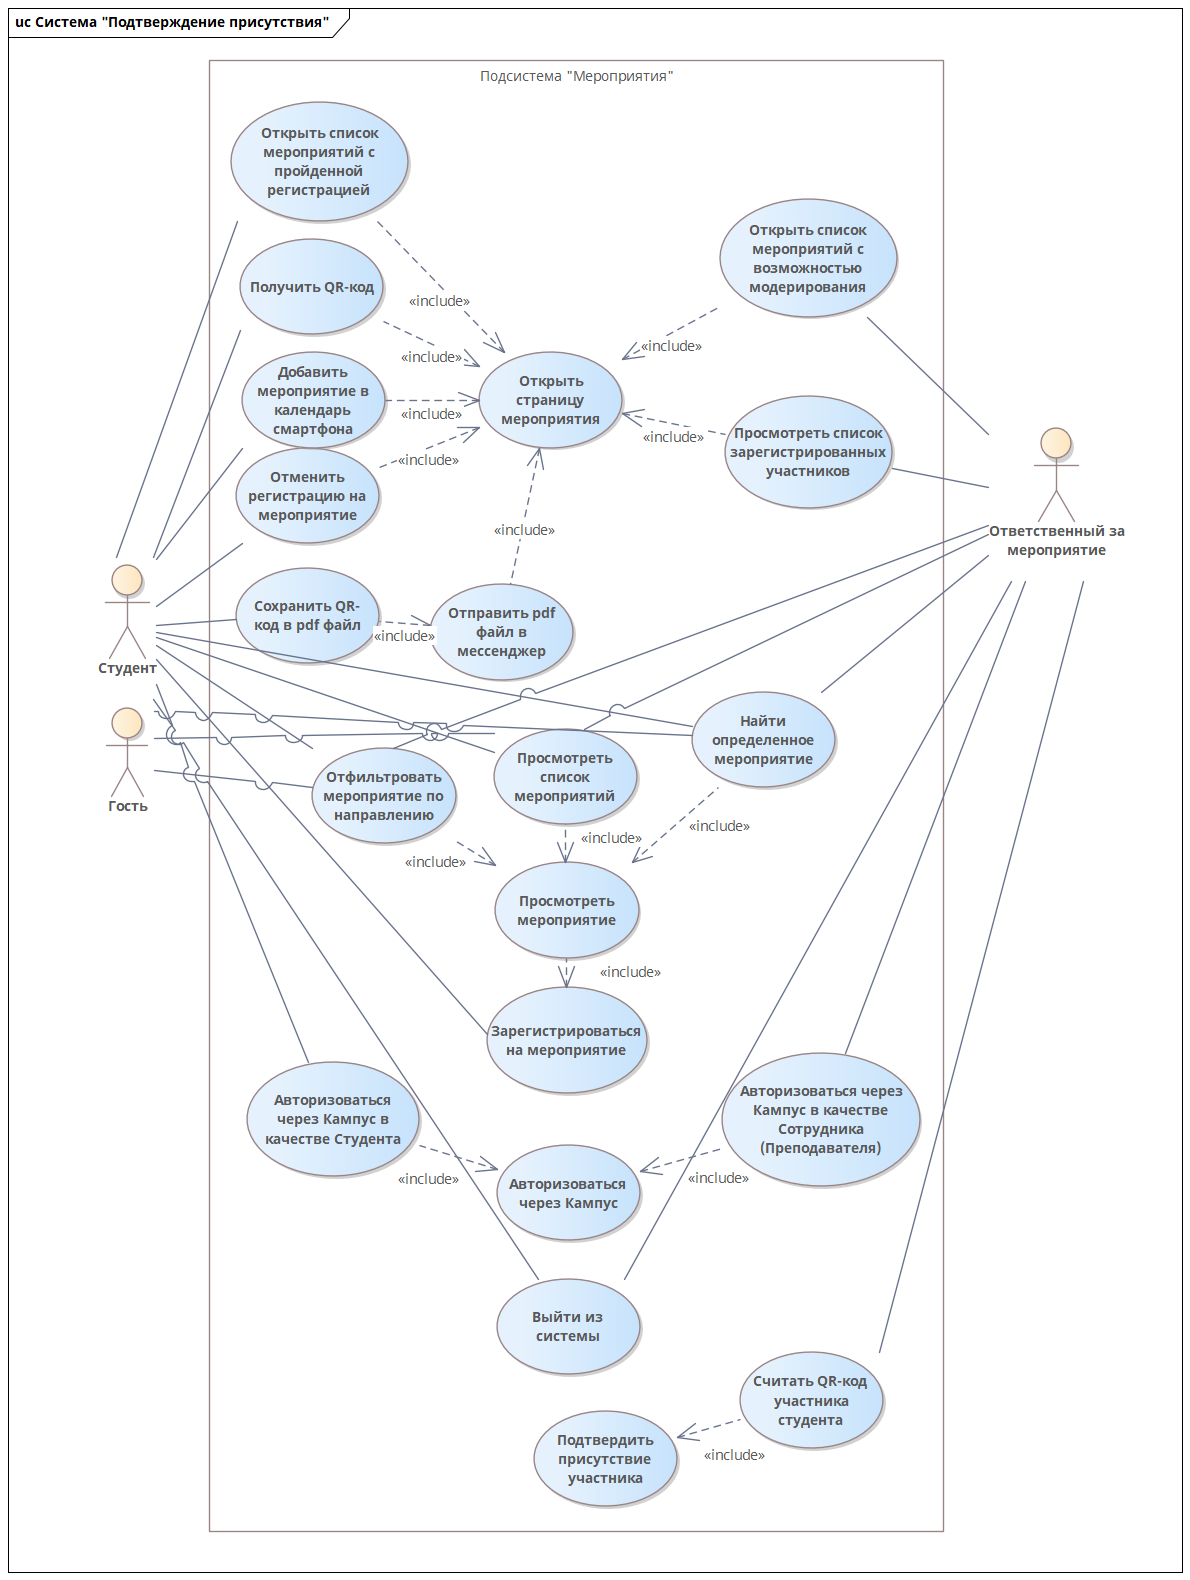 uc Система "Подтверждение присутствия"
Подсистема "Мероприятия"
Открыть список
мероприятий с
пройденной
регистрацией
Открыть список
мероприятий с
возможностью
модерирования
Получить QR-код
«include»
«include»
«include»
Добавить
мероприятие в
календарь
смартфона
«include»
Открыть
страницу
мероприятия
Просмотреть список
зарегистрированных
участников
«include»
«include»
Отменить
регистрацию на
мероприятие
«include»
Ответственный за
мероприятие
Сохранить QR-
код в pdf файл
«include»
Отправить pdf
файл в
мессенджер
Студент
Гость
Найти
определенное
мероприятие
Просмотреть
список
мероприятий
Отфильтровать
мероприятие по
направлению
«include»
«include»
«include»
Просмотреть
мероприятие
«include»
Зарегистрироваться
на мероприятие
Авторизоваться
через Кампус в
качестве Студента
Авторизоваться через
Кампус в качестве
Сотрудника
(Преподавателя)
«include»
«include»
Авторизоваться
через Кампус
Выйти из
системы
Считать QR-код
участника
студента
«include»
Подтвердить
присутствие
участника